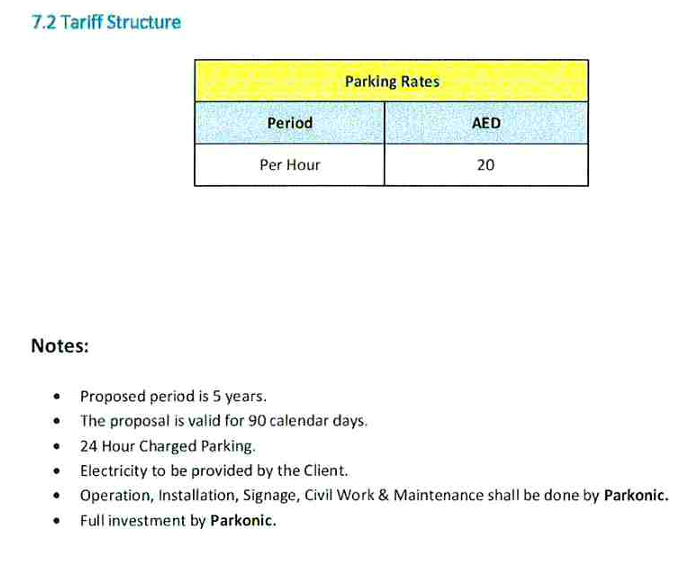 7.2 Tariff Structure
Parking Rates
Period AED
Per Hour 20
Notes:
• Proposed period is 5 years.
• The proposal is valid for 90 calendar days.
• 24 Hour Charged Parking.
• Electricity to be provided by the Client.
• Operation, Installation, Signage, Civil Work & Maintenance shall be done by Parkonic.
• Full investment by Parkonic.